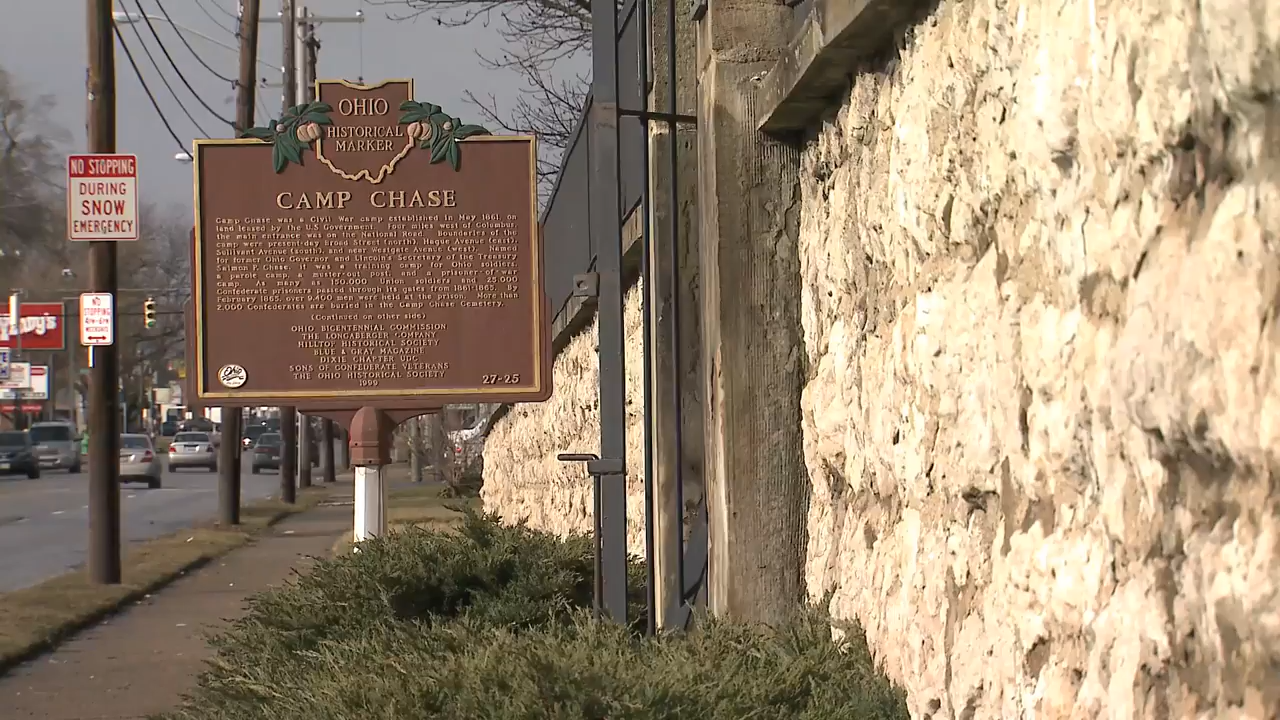 OHIO
HISTORICAL
MARKER
CAMP CHASE
Camp Chase was a Civil War camp established in May 1861, on
land leased by the U.S. Government. Four miles west of Columbus,
the main entrance was on the National Road. Boundaries of the
camp were present-day Broad Street (north), Hague Avenue (east),
Sullivant Avenue (south), and near Westgate Avenue (west). Named
for former Ohio Governor and Lincoln's Secretary of the Treasury
Salmon P. Chase, it was a training camp for Ohio soldiers,
a parole camp, a muster-out post, and a prisoner-of-war
camp. As many as 150,000 Union soldiers and 25,000
Confederate prisoners passed through its gates from 1861-1865. By
February 1865, over 9,400 men were held at the prison. More than
2,000 Confederates are buried in the Camp Chase Cemetery.
(Continued on other side)
OHIO BICENTENNIAL COMMISSION
THE LONGABERGER COMPANY
HILLTOP HISTORICAL SOCIETY
BLUE & GRAY MAGAZINE
DIXIE CHAPTER UDC
SONS OF CONFEDERATE VETERANS
THE OHIO HISTORICAL SOCIETY
1999
27-25
Ohio
NO STOPPING
DURING
SNOW
EMERGENCY
NO
STOPPING
4PM-6PM
WEEKDAYS